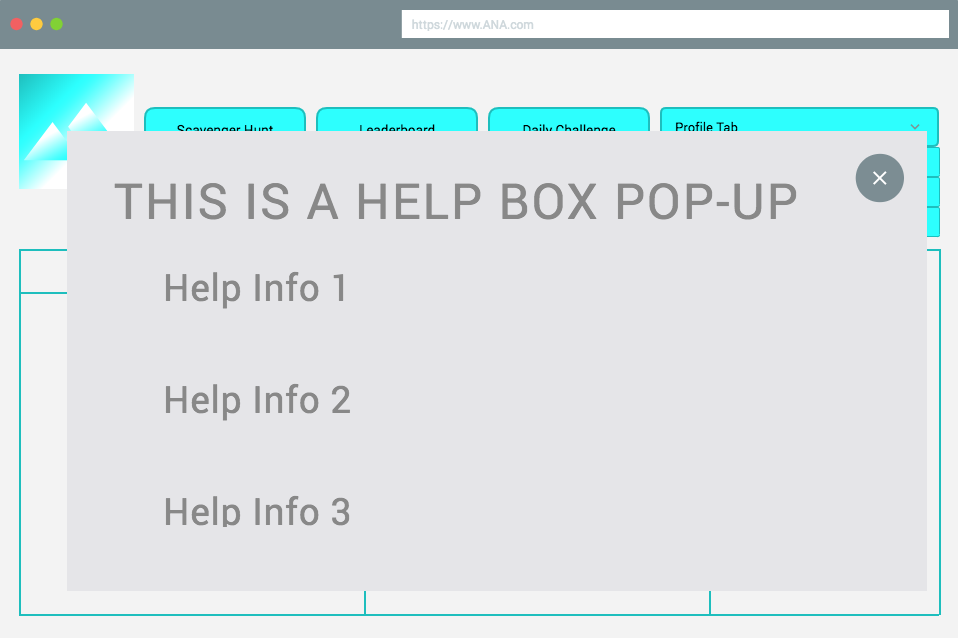 https://www.ANA.com
Scavenger Hunt
Leaderboard
Daily Challenge
Profile Tab
THIS IS A HELP BOX POP-UP
Help Info 1
Help Info 2
Help Info 3